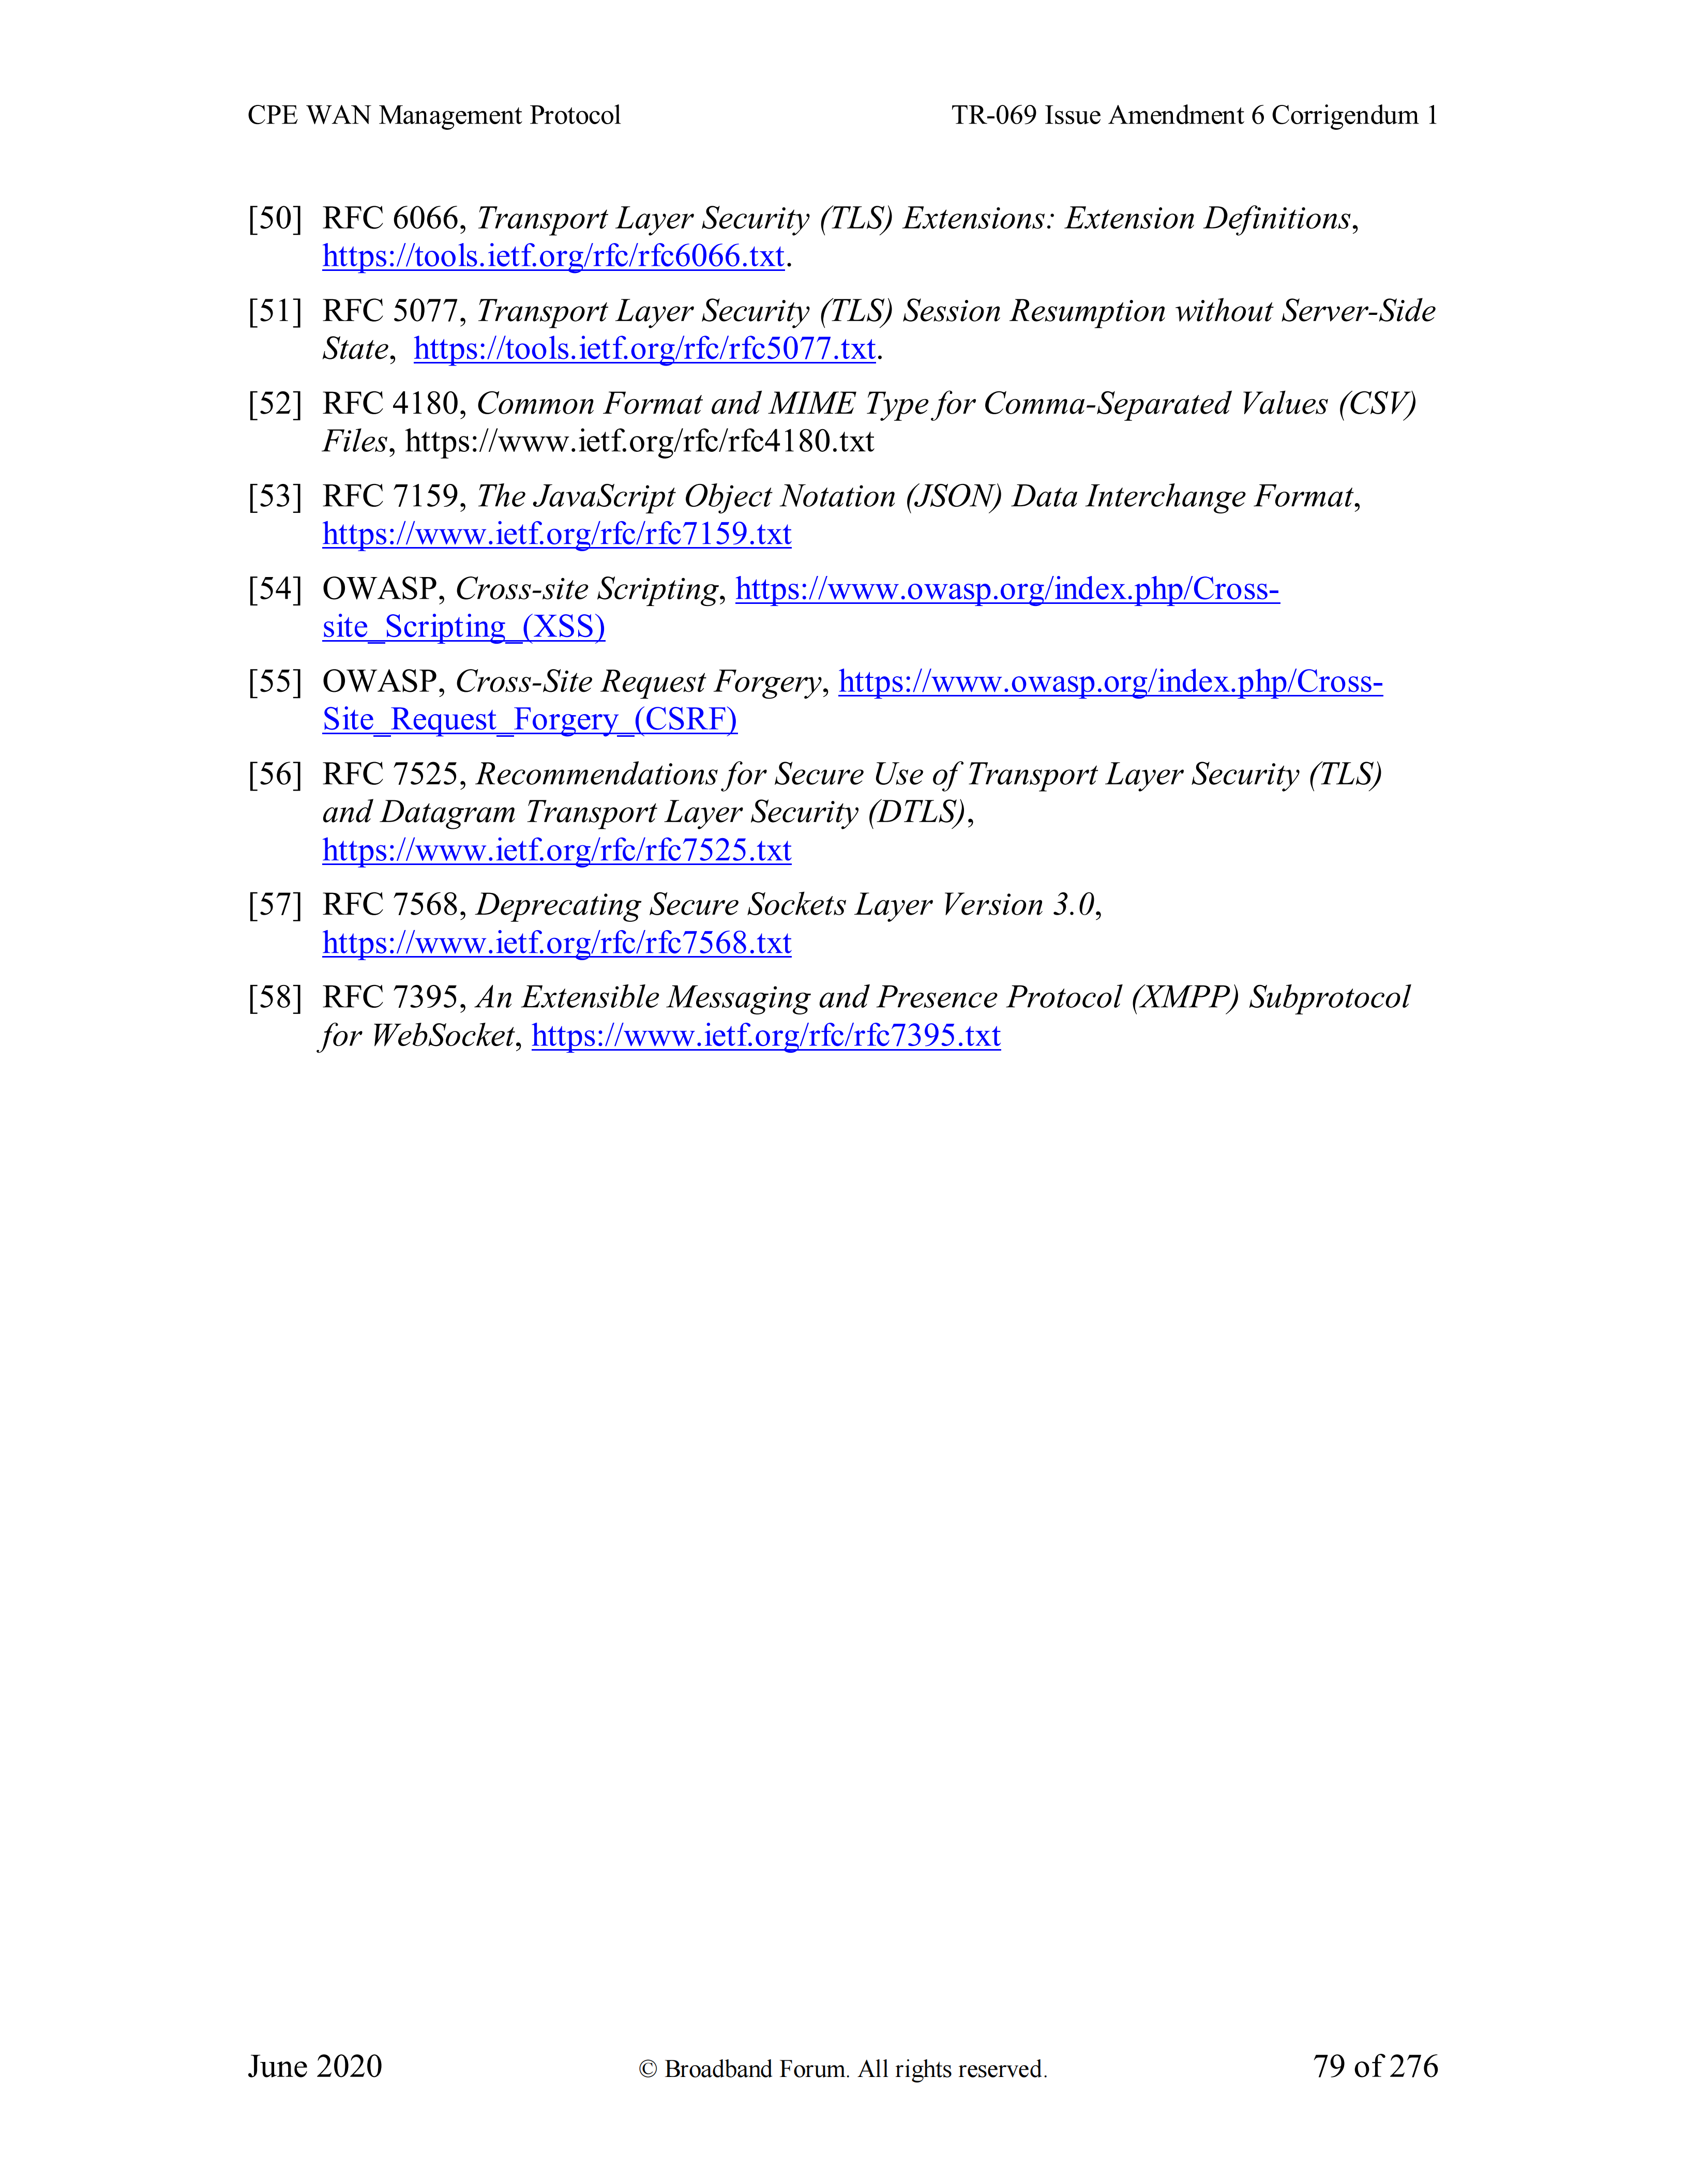 CPE WAN Management Protocol TR-069 Issue Amendment 6 Corrigendum 1
[50] RFC 6066, Transport Layer Security (TLS) Extensions: Extension Definitions,
https://tools.ietf.org/rfc/rfc6066.txt.
[51] RFC 5077, Transport Layer Security (TLS) Session Resumption without Server-Side
State, https://tools.ietf.org/rfc/rfc5077.txt.
[52] RFC 4180, Common Format and MIME Type for Comma-Separated Values (CSV)
Files, https://www.ietf.org/rfc/rfc4180.txt
[53] RFC 7159, The JavaScript Object Notation (JSON) Data Interchange Format,
https://www.ietf.org/rfc/rfc7159.txt
[54] OWASP, Cross-site Scripting, https://www.owasp.org/index.php/Cross-
site_Scripting_(XSS)
[55] OWASP, Cross-Site Request Forgery, https://www.owasp.org/index.php/Cross-
Site_Request_Forgery_(CSRF)
[56] RFC 7525, Recommendations for Secure Use of Transport Layer Security (TLS)
and Datagram Transport Layer Security (DTLS),
https://www.ietf.org/rfc/rfc7525.txt
[57] RFC 7568, Deprecating Secure Sockets Layer Version 3.0,
https://www.ietf.org/rfc/rfc7568.txt
[58] RFC 7395, An Extensible Messaging and Presence Protocol (XMPP) Subprotocol
for WebSocket, https://www.ietf.org/rfc/rfc7395.txt
June 2020 © Broadband Forum. All rights reserved. 79 of 276